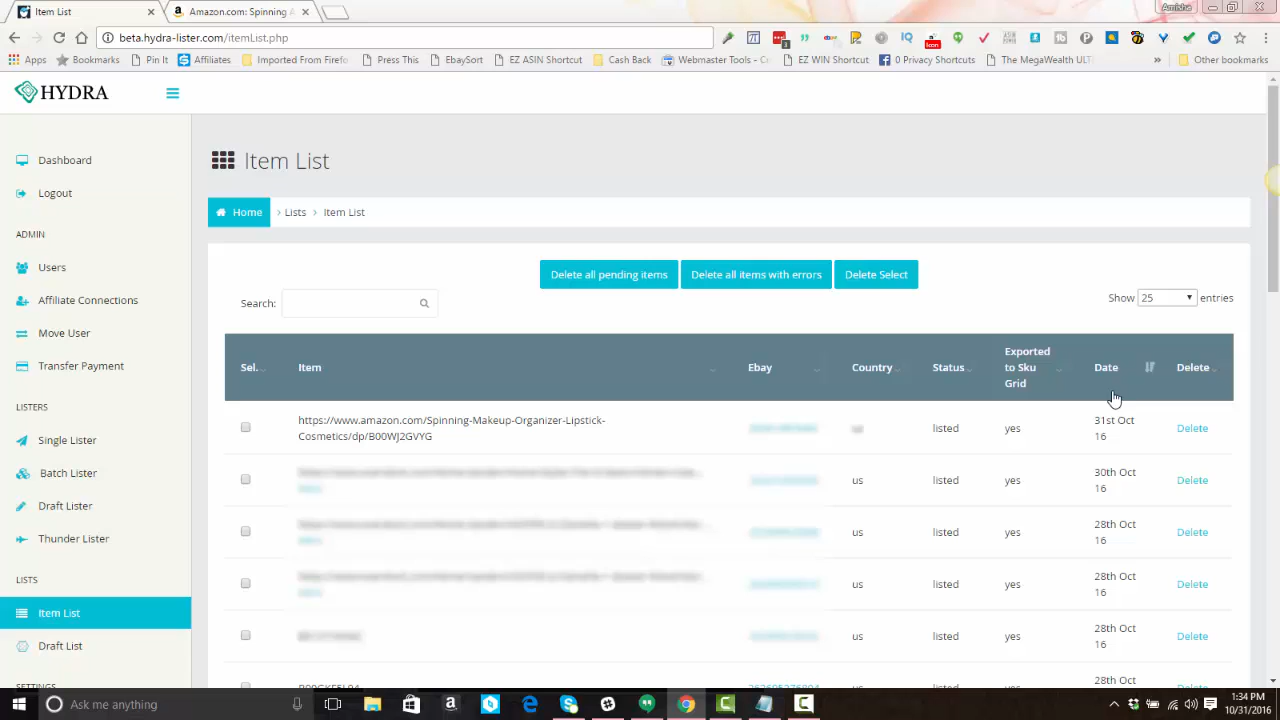 Item List
Amazon.com: Spinning
Amishe
beta.hydra-lister.com/itemList.php
Apps Bookmarks Pin It Affiliates Imported From Firefo Press This EbaySort EZ ASIN Shortcut Cash Back Webmaster Tools - C EZ WIN Shortcut 0 Privacy Shortcuts The MegaWealth ULTI » Other bookmarks
HYDRA
Dashboard
Logout
ADMIN
Users
Affiliate Connections
Move User
Transfer Payment
LISTERS
Single Lister
Batch Lister
Draft Lister
Thunder Lister
LISTS
Item List
Draft List
Item List
Home > Lists > Item List
Delete all pending items Delete all items with errors Delete Select
Search:
Show 25 entries
Sel. Item Ebay Country Status Exported to Sku Grid Date Delete
https://www.amazon.com/Spinning-Makeup-Organizer-Lipstick-
Cosmetics/dp/B00WJ2GVYG
listed yes 31st Oct 16 Delete
us listed yes 30th Oct 16 Delete
us listed yes 28th Oct 16 Delete
us listed yes 28th Oct 16 Delete
us listed yes 28th Oct 16 Delete
28th Oct
Ask me anything
1:34 PM
10/31/2016